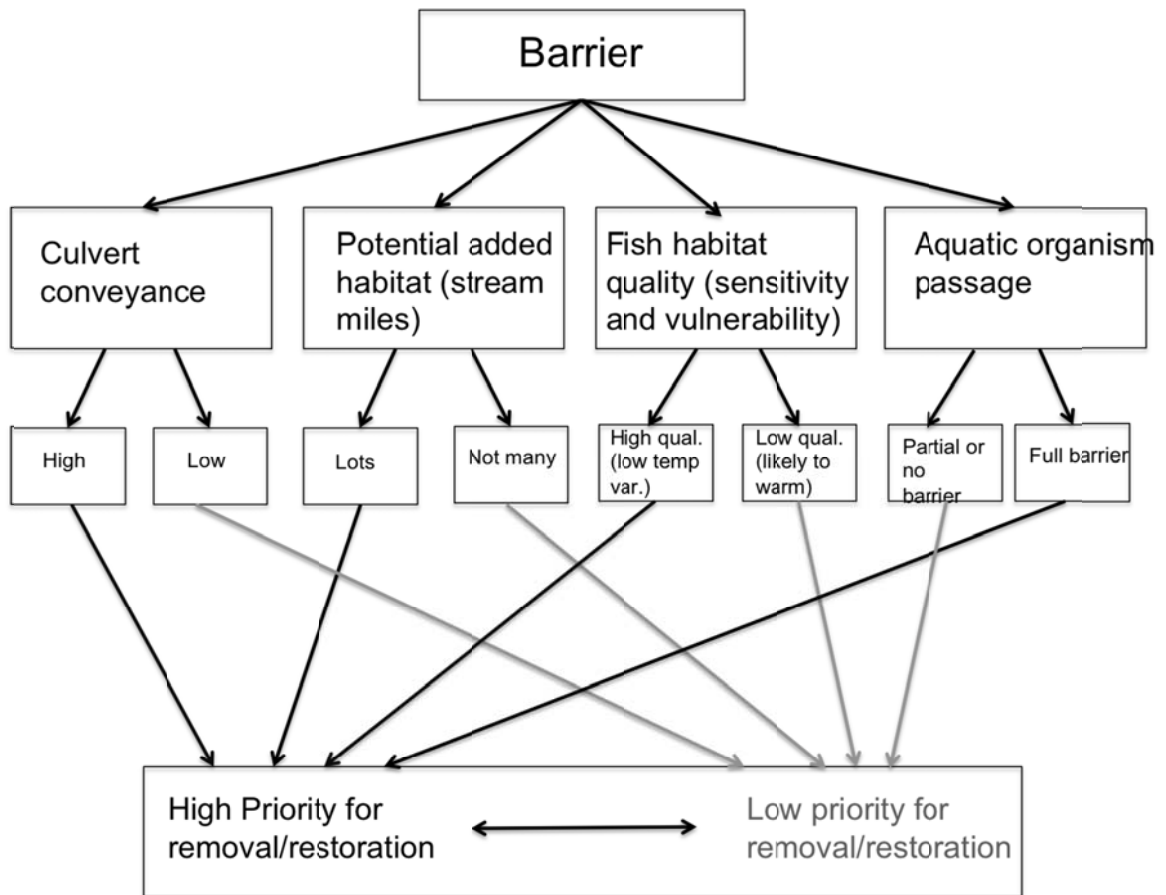 Barrier
Culvert
conveyance
Potential added
habitat (stream
miles)
Fish habitat
quality (sensitivity
and vulnerability)
Aquatic organism
passage
High
Low
Lots
Not many
High qual.
(low temp
var.)
Low qual.
(likely to
warm)
Partial or
no
barrier
Full barrier
High Priority for
removal/restoration
Low priority for
removal/restoration